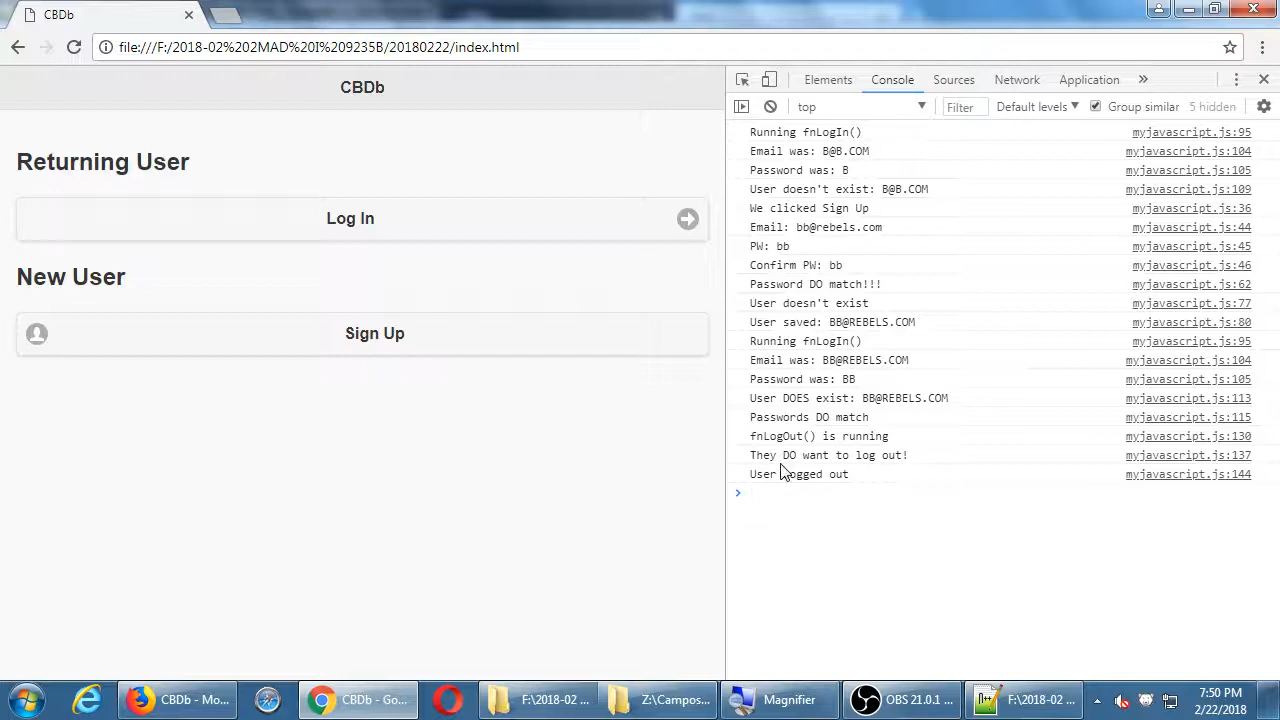 CBDb
file:///F:/2018-02%202MAD%20I%209235B/20180222/index.html
CBDb
Returning User
Log In
New User
Sign Up
Elements Console Sources Network Application
top Filter Default levels Group similar 5 hidden
Running fnLogIn() myjavascript.js:95
Email was: B@B.COM myjavascript.js:104
Password was: B myjavascript.js:105
User doesn't exist: B@B.COM myjavascript.js:109
We clicked Sign Up myjavascript.js:36
Email: bb@rebels.com myjavascript.js:44
PW: bb myjavascript.js:45
Confirm PW: bb myjavascript.js:46
Password DO match!!! myjavascript.js:62
User doesn't exist myjavascript.js:77
User saved: BB@REBELS.COM myjavascript.js:80
Running fnLogIn() myjavascript.js:95
Email was: BB@REBELS.COM myjavascript.js:104
Password was: BB myjavascript.js:105
User DOES exist: BB@REBELS.COM myjavascript.js:113
Passwords DO match myjavascript.js:115
fnLogOut() is running myjavascript.js:130
They DO want to log out! myjavascript.js:137
User logged out myjavascript.js:144
CBDb - Mo... CBDb - Go... F:\2018-02 ... Z:\Campos... Magnifier OBS 21.0.1 ... F:\2018-02 ... 7:50 PM
2/22/2018